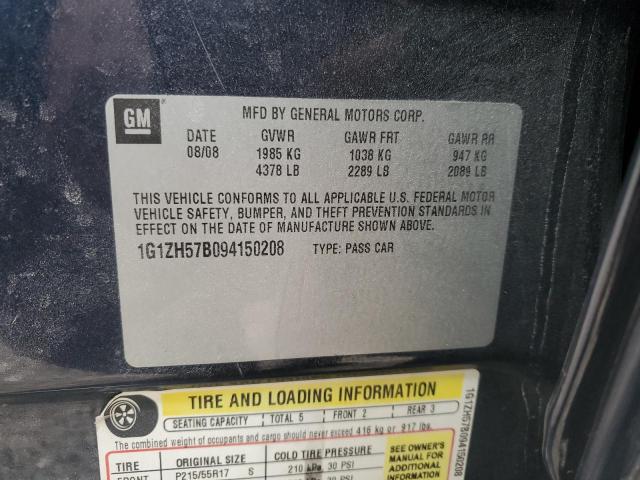 GM
MFD BY GENERAL MOTORS CORP.
DATE GVWR GAWR FRT GAWR RR
08/08 1985 KG 1038 KG 947 KG
4378 LB 2289 LB 2089 LB
THIS VEHICLE CONFORMS TO ALL APPLICABLE U.S. FEDERAL MOTOR
VEHICLE SAFETY, BUMPER, AND THEFT PREVENTION STANDARDS IN
EFFECT ON THE DATE OF MANUFACTURE SHOWN ABOVE.
1G1ZH57B094150208 TYPE: PASS CAR
TIRE AND LOADING INFORMATION
SEATING CAPACITY TOTAL 5 FRONT 2 REAR 3
The combined weight of occupants and cargo should never exceed 416 kg or 917 lbs.
TIRE ORIGINAL SIZE COLD TIRE PRESSURE
FRONT P215/55R17 S 210 kPa, 30 PSI
SEE OWNER'S
MANUAL FOR
ADDITIONAL
1G1ZH57B094150208